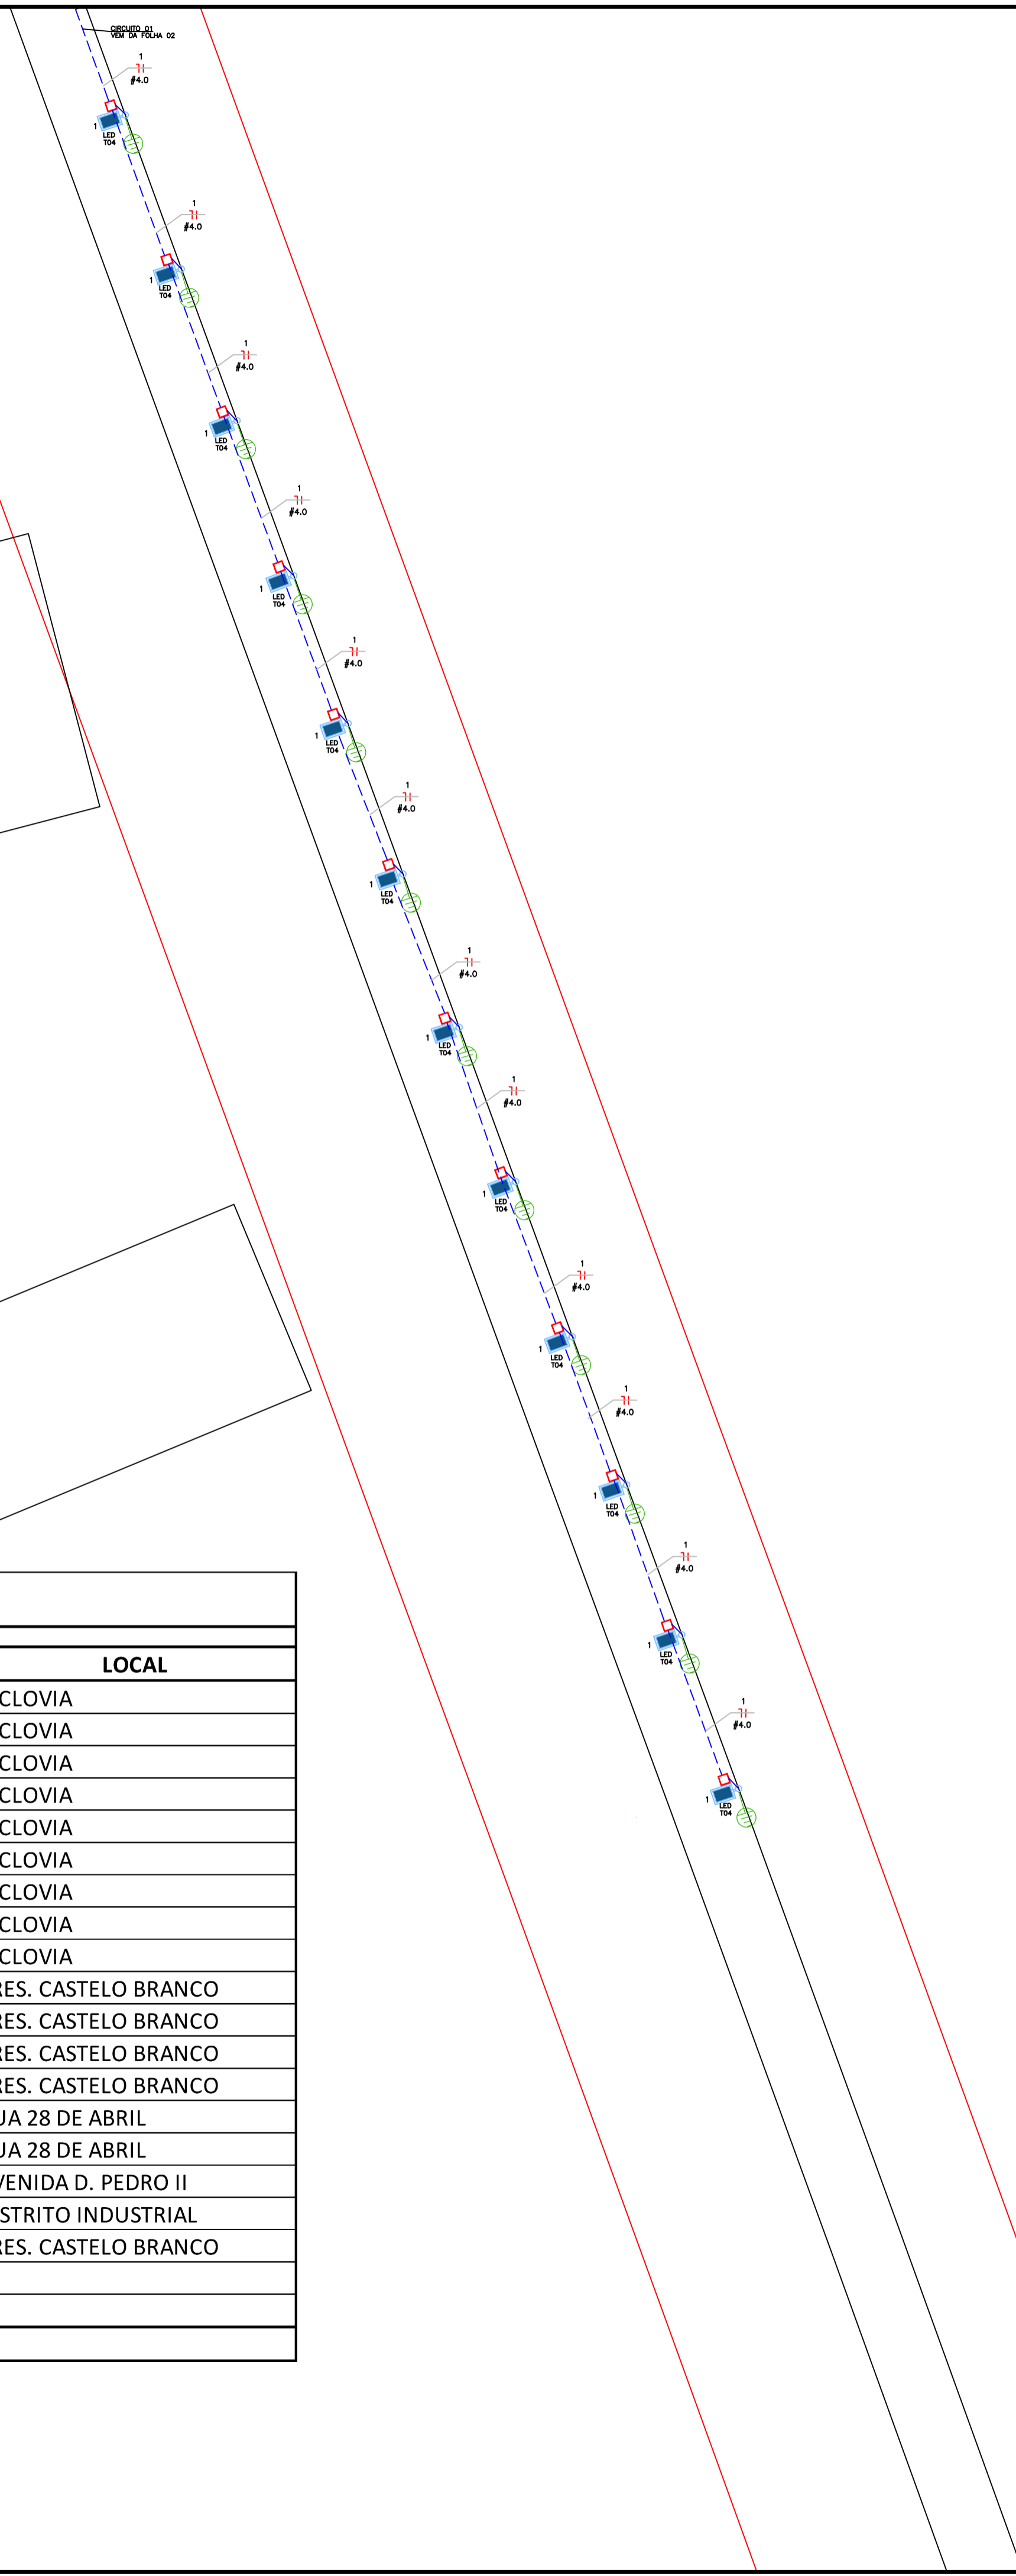 CIRCUITO 01
VEM DA FOLHA 02
1
#4.0
1
LED
T04
1
#4.0
1
LED
T04
1
#4.0
1
LED
T04
1
#4.0
1
LED
T04
1
#4.0
1
LED
T04
1
#4.0
1
LED
T04
1
#4.0
1
LED
T04
1
#4.0
1
LED
T04
1
#4.0
1
LED
T04
1
#4.0
1
LED
T04
1
#4.0
1
LED
T04
1
#4.0
1
LED
T04
LOCAL
CLOVIA
CLOVIA
CLOVIA
CLOVIA
CLOVIA
CLOVIA
CLOVIA
CLOVIA
CLOVIA
RES. CASTELO BRANCO
RES. CASTELO BRANCO
RES. CASTELO BRANCO
RES. CASTELO BRANCO
UA 28 DE ABRIL
UA 28 DE ABRIL
VENIDA D. PEDRO II
STRITO INDUSTRIAL
RES. CASTELO BRANCO